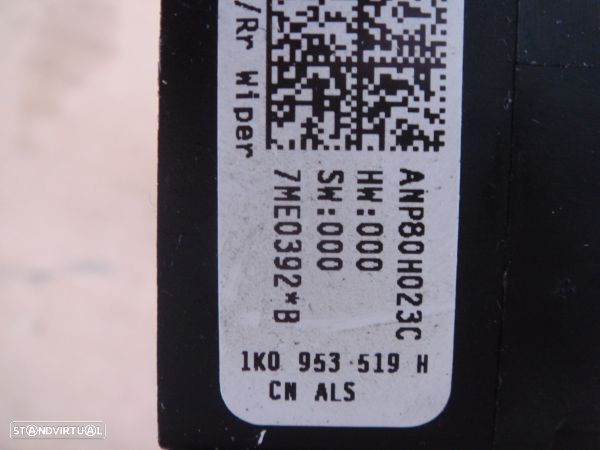 /Rr Wiper
ANP80H023C
HW:000
SW:000
7ME0392*B
1K0 953 519 H
CN ALS
STANDVIRTUAL